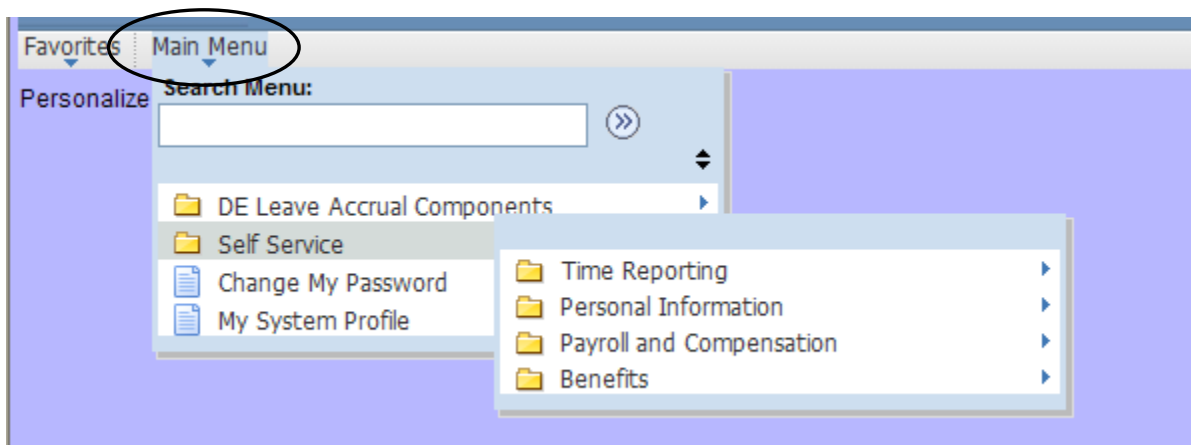 Favorites Main Menu
Personalize
Search Menu:
DE Leave Accrual Components
Self Service
Change My Password
My System Profile
Time Reporting
Personal Information
Payroll and Compensation
Benefits